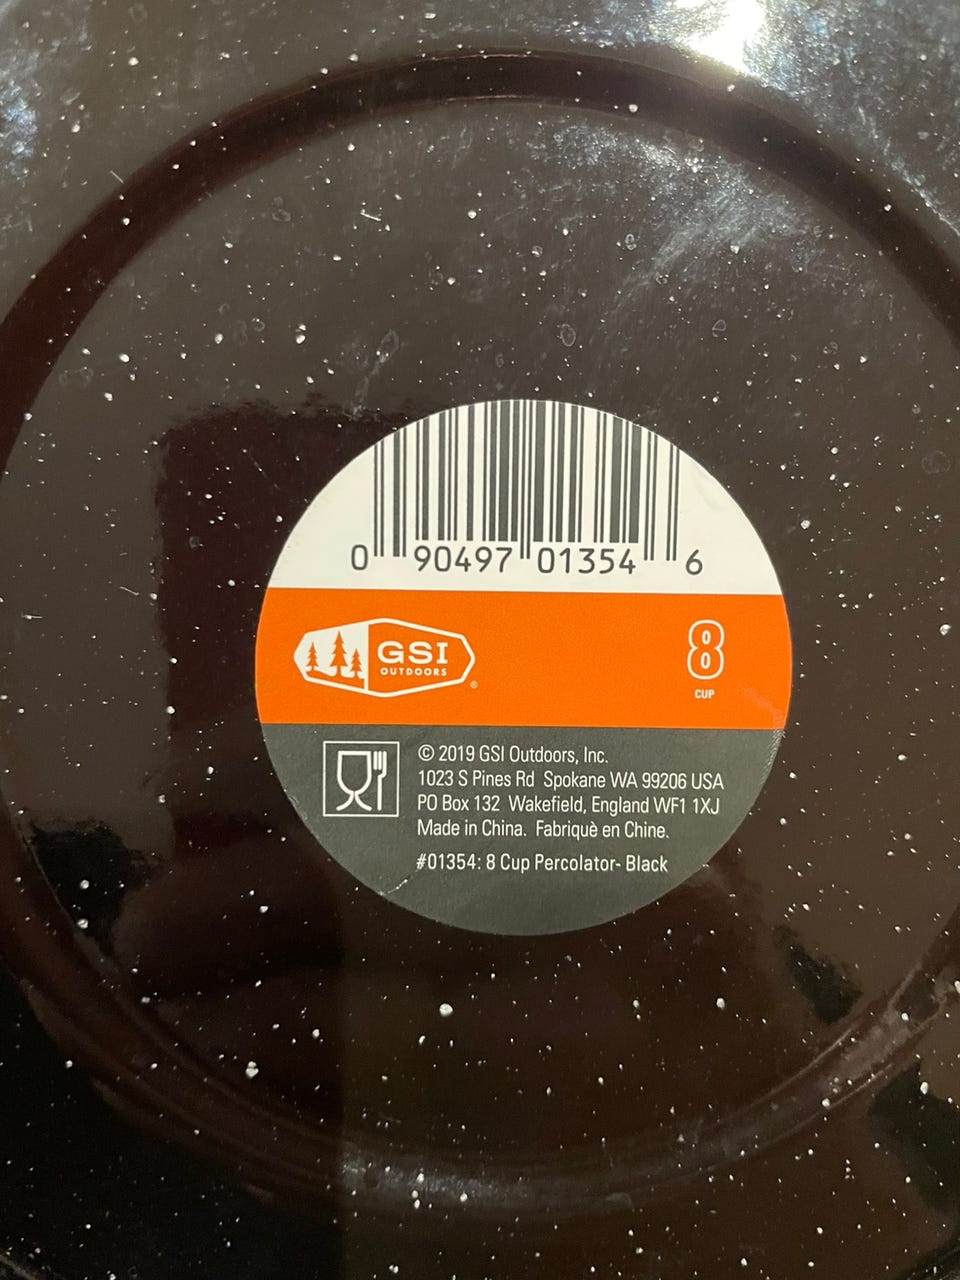 0 90497 01354 6
GSI
OUTDOORS
®
8
CUP
© 2019 GSI Outdoors, Inc.
1023 S Pines Rd Spokane WA 99206 USA
PO Box 132 Wakefield, England WF1 1XJ
Made in China. Fabriquè en Chine.
#01354: 8 Cup Percolator- Black